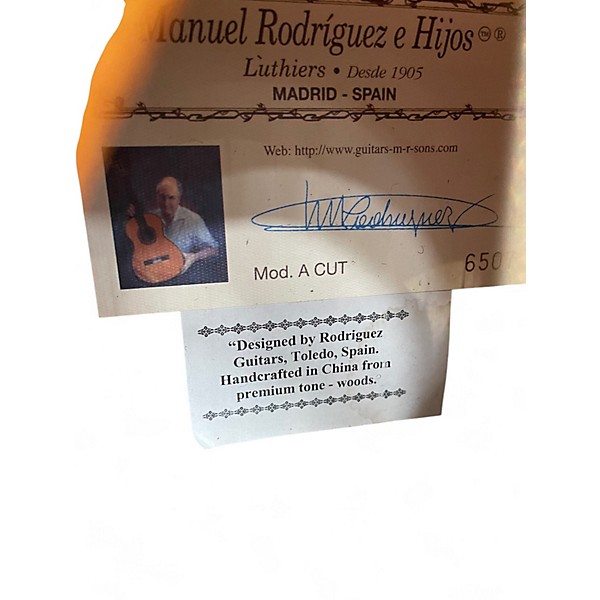 Manuel Rodríguez e Hijos ™ ®
Luthiers • Desde 1905
MADRID - SPAIN
Web: http://www.guitars-m-r-sons.com
Mod. A CUT
“Designed by Rodriguez
Guitars, Toledo, Spain.
Handcrafted in China from
premium tone - woods.